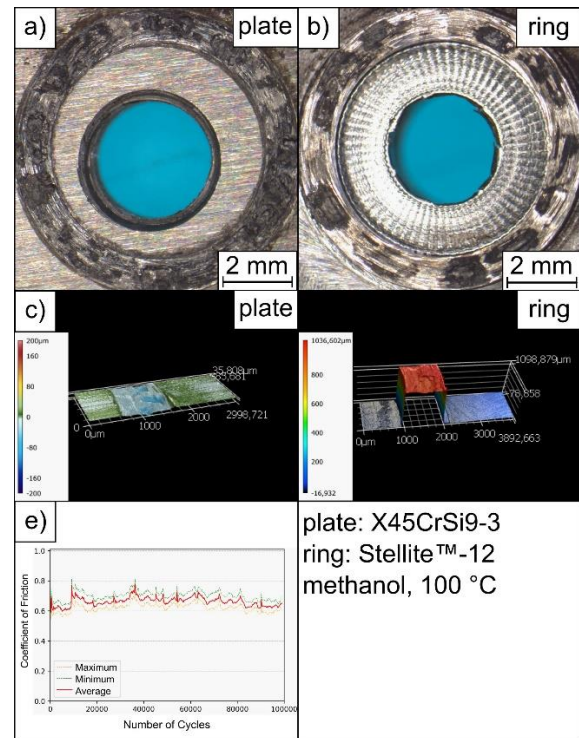 a)
plate
2 mm
b)
ring
2 mm
c)
plate
200µm
160
80
40
0
-40
-80
-160
-200
35,808µm
0
0µm
1000
2000
2998,721
ring
1036,602µm
800
600
400
200
-16,932
1098,879µm
0
0µm
1000
2000
3000
3892,663
e)
Coefficient of Friction
1.0
0.8
0.6
0.4
0.2
0
20000
40000
60000
80000
100000
Maximum
Minimum
Average
Number of Cycles
plate: X45CrSi9-3
ring: Stellite™-12
methanol, 100 °C